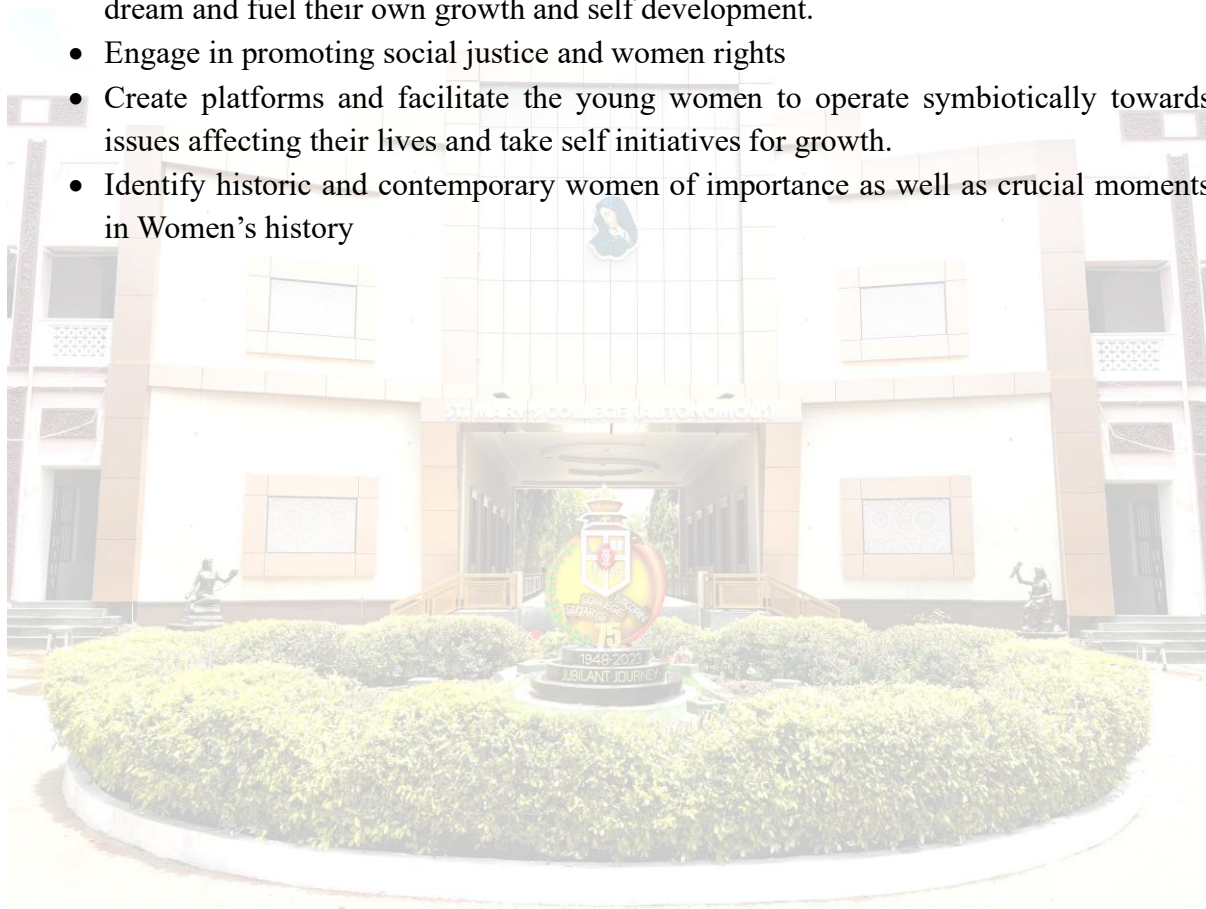 dream and fuel their own growth and self development.
• Engage in promoting social justice and women rights
• Create platforms and facilitate the young women to operate symbiotically towards
issues affecting their lives and take self initiatives for growth.
• Identify historic and contemporary women of importance as well as crucial moments
in Women’s history
ST. MARY'S COLLEGE (AUTONOMOUS)
75
1948-2023
JUBILANT JOURNEY